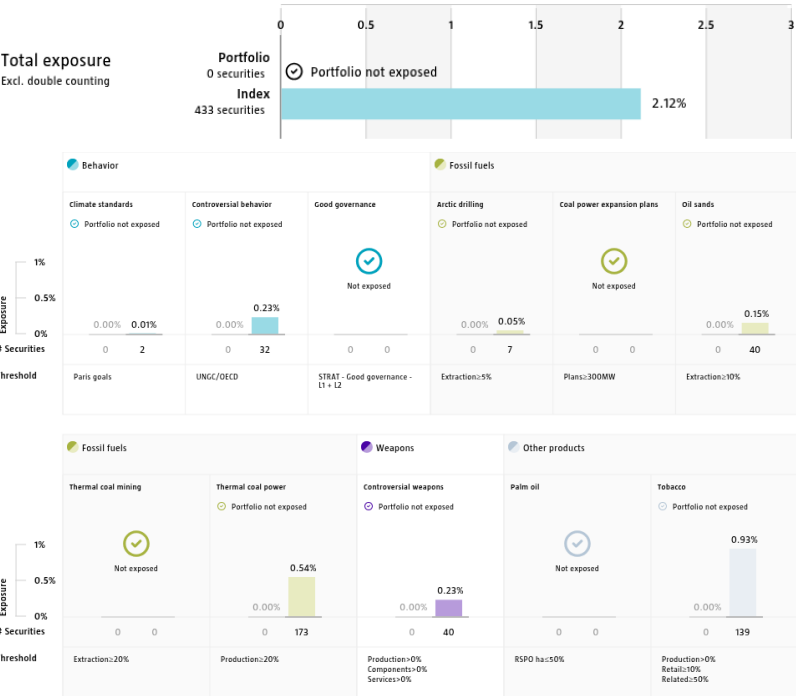 0 0.5 1 1.5 2 2.5 3
Total exposure
Excl. double counting
Portfolio
0 securities
Portfolio not exposed
Index
433 securities
2.12%
Behavior
Fossil fuels
Climate standards
Controversial behavior
Good governance
Arctic drilling
Coal power expansion plans
Oil sands
Portfolio not exposed
Portfolio not exposed
Portfolio not exposed
Portfolio not exposed
Not exposed
Not exposed
Exposure
1%
0.5%
0%
0.00% 0.01%
0.00% 0.23%
0.00% 0.05%
0.00% 0.15%
# Securities
0 2
0 32
0 0
0 7
0 0
0 40
hreshold
Paris goals
UNGC/OECD
STRAT - Good governance -
L1 + L2
Extraction≥5%
Plans≥300MW
Extraction≥10%
Fossil fuels
Weapons
Other products
Thermal coal mining
Thermal coal power
Controversial weapons
Palm oil
Tobacco
Portfolio not exposed
Portfolio not exposed
Portfolio not exposed
Not exposed
Not exposed
Exposure
1%
0.5%
0%
0.00% 0.54%
0.00% 0.23%
0.00% 0.93%
# Securities
0 0
0 173
0 40
0 0
0 139
hreshold
Extraction≥20%
Production≥20%
Production>0%
Components>0%
Services>0%
RSPO ha≤50%
Production>0%
Retail≥10%
Related≥50%